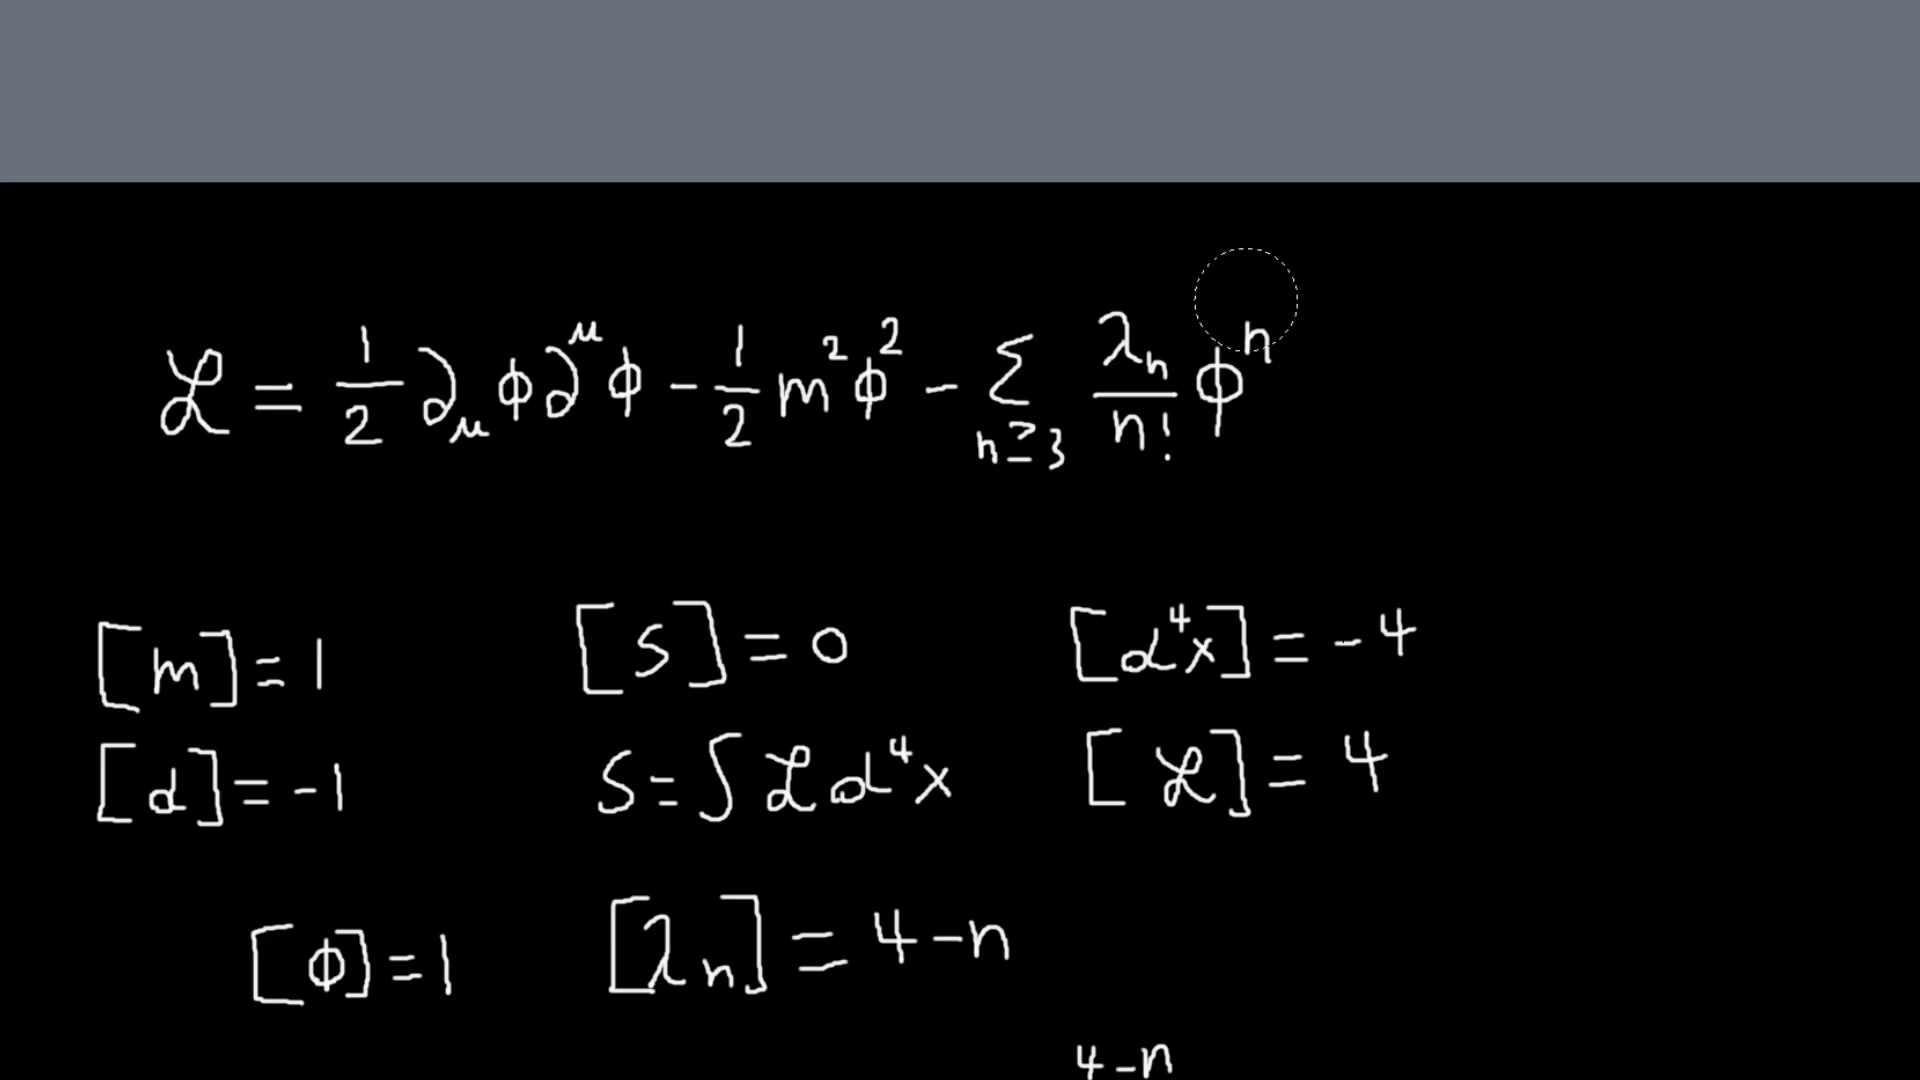 ℒ = 1/2 ∂_μ ϕ ∂^μ ϕ - 1/2 m² ϕ² - Σ_{n≥3} λ_n/n! ϕ^n
[m] = 1 [S] = 0 [d⁴x] = -4
[d] = -1 S = ∫ ℒ d⁴x [ℒ] = 4
[ϕ] = 1 [λ_n] = 4-n
4-n